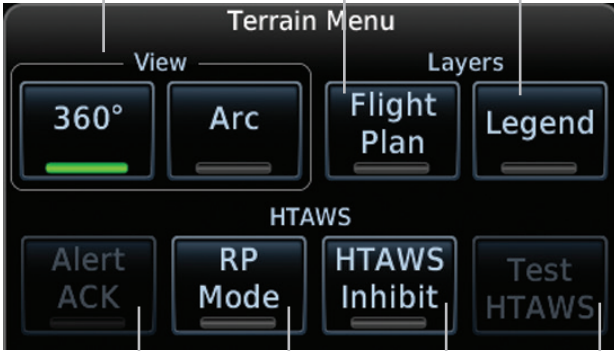 Terrain Menu
View
Layers
360°
Arc
Flight
Plan
Legend
HTAWS
Alert
ACK
RP
Mode
HTAWS
Inhibit
Test
HTAWS